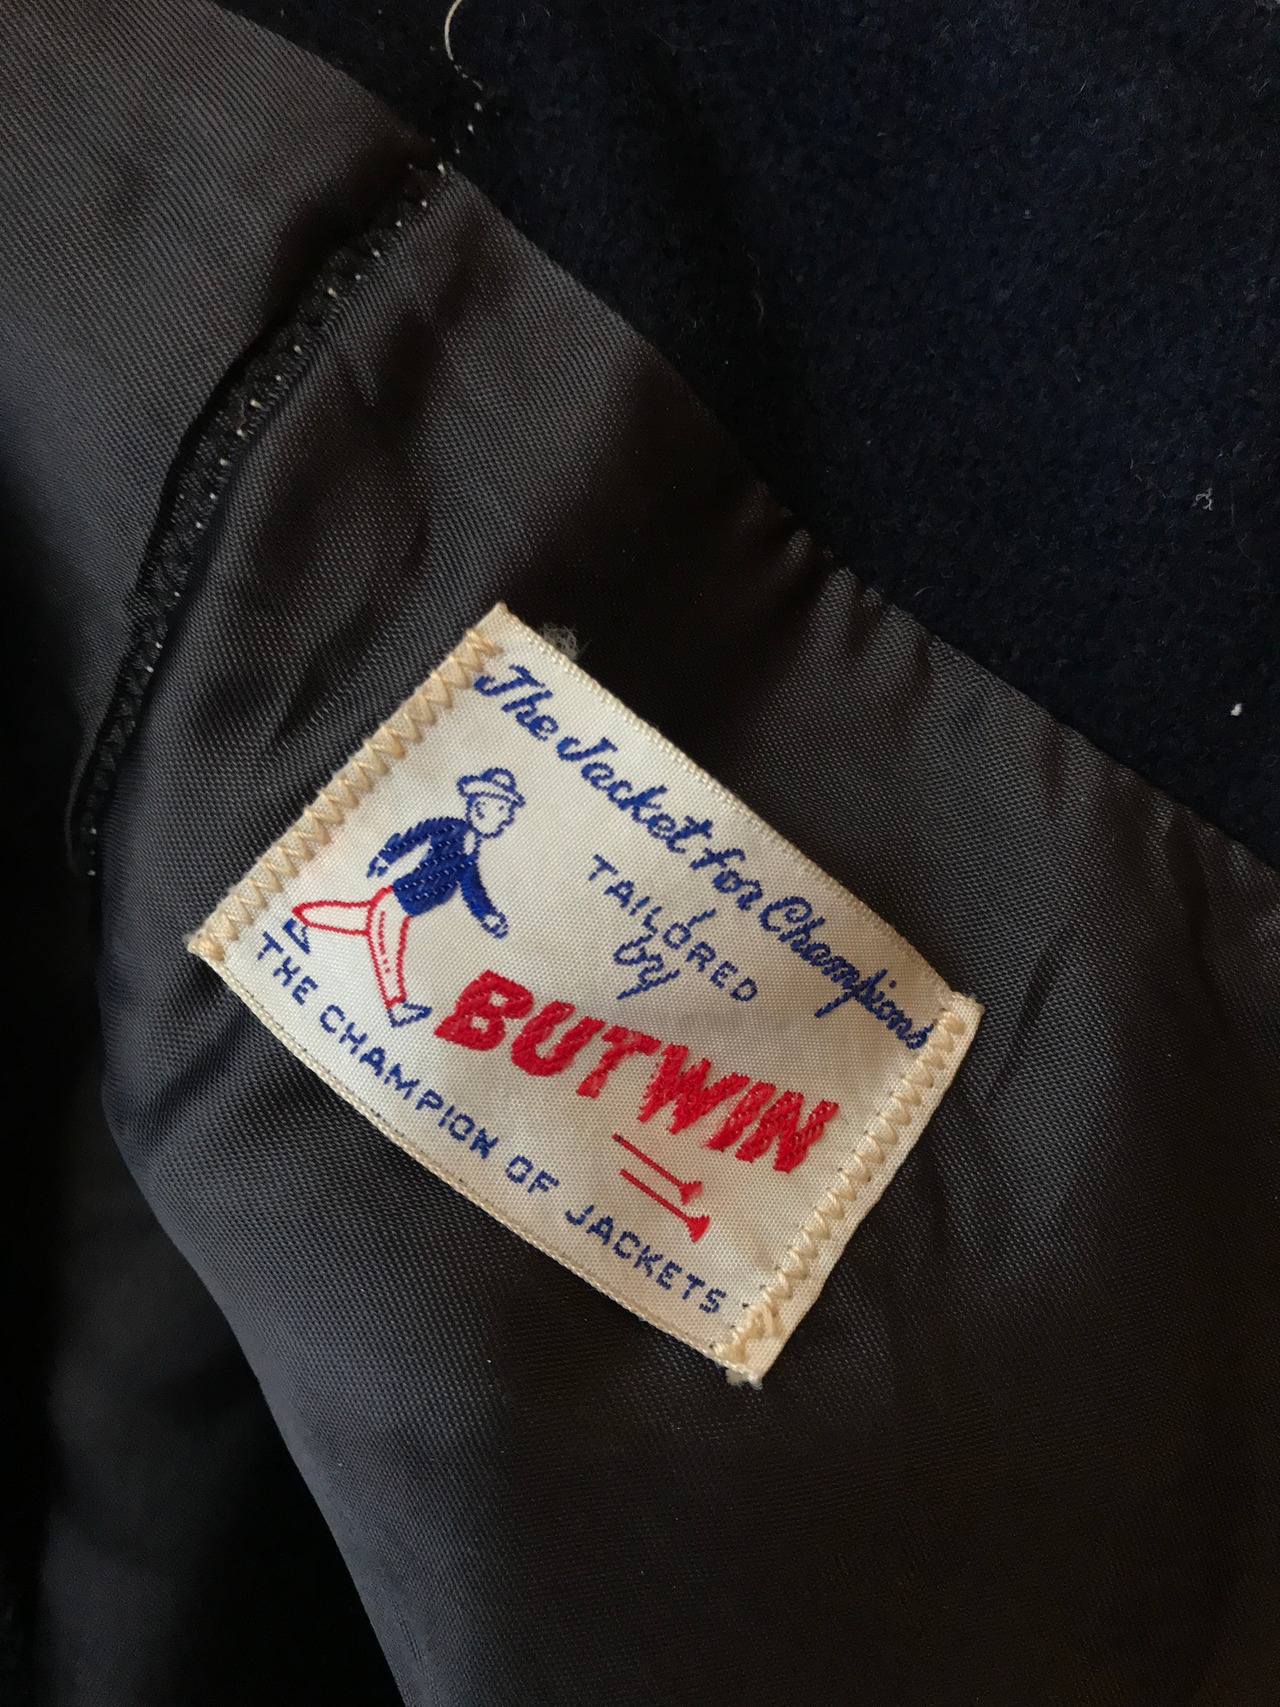 The Jacket for Champions
TAILORED
by
BUTWIN
THE CHAMPION OF JACKETS